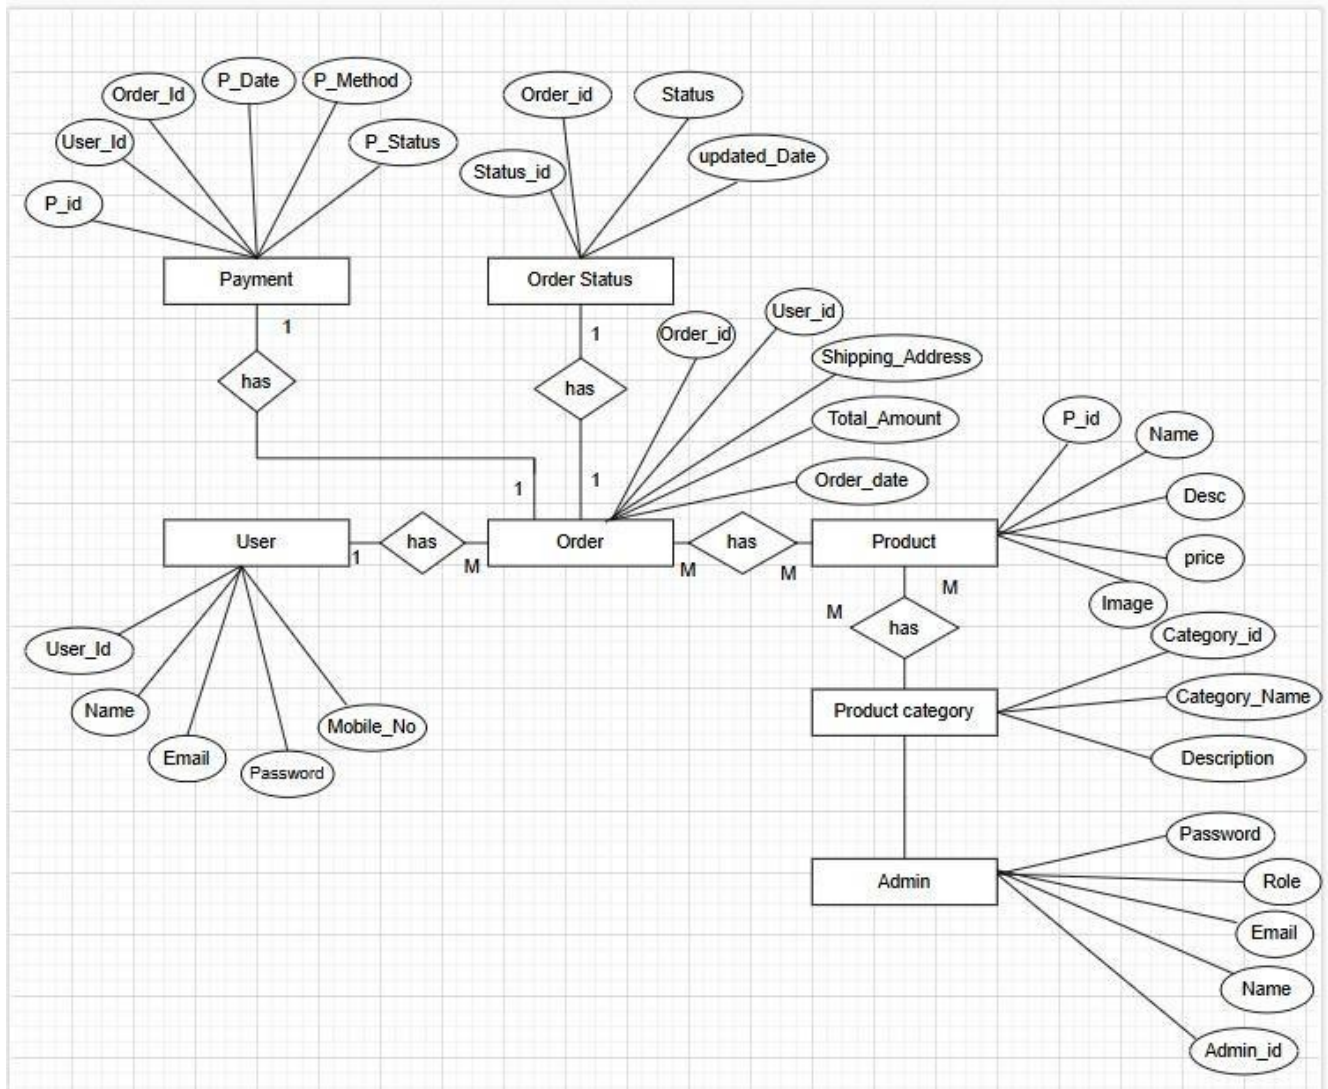 P_Date
P_Method
Order_Id
Order_id
Status
User_Id
P_Status
updated_Date
Status_id
P_id
Payment
Order Status
1
1
User_id
Order_id
Shipping_Address
has
has
Total_Amount
P_id
Name
1
1
Order_date
Desc
User
has
Order
has
Product
1
M
M
M
price
M
M
Image
has
Category_id
User_Id
Name
Mobile_No
Email
Password
Product category
Category_Name
Description
Password
Admin
Role
Email
Name
Admin_id